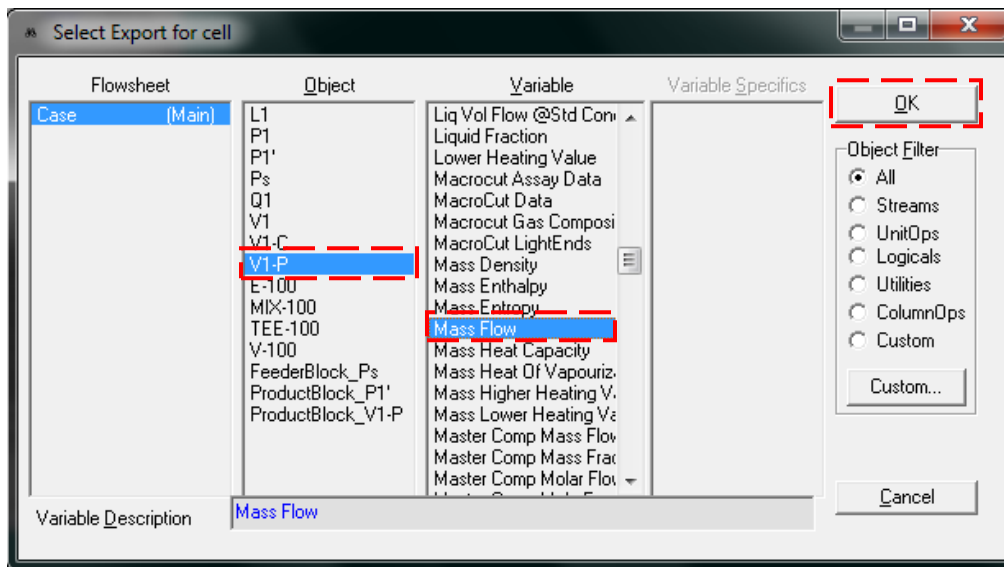 Select Export for cell
Flowsheet
Object
Variable
Variable Specifics
Case (Main)
L1
P1
P1'
Ps
Q1
V1
V1-C
V1-P
E-100
MIX-100
TEE-100
V-100
FeederBlock_Ps
ProductBlock_P1'
ProductBlock_V1-P
Liq Vol Flow @Std Con
Liquid Fraction
Lower Heating Value
Macrocut Assay Data
MacroCut Data
Macrocut Gas Composi
MacroCut LightEnds
Mass Density
Mass Enthalpy
Mass Entropy
Mass Flow
Mass Heat Capacity
Mass Heat Of Vapouriz
Mass Higher Heating V
Mass Lower Heating Va
Master Comp Mass Flow
Master Comp Mass Frac
Master Comp Molar Flow
OK
Object Filter
All
Streams
UnitOps
Logicals
Utilities
ColumnOps
Custom
Custom...
Cancel
Variable Description
Mass Flow